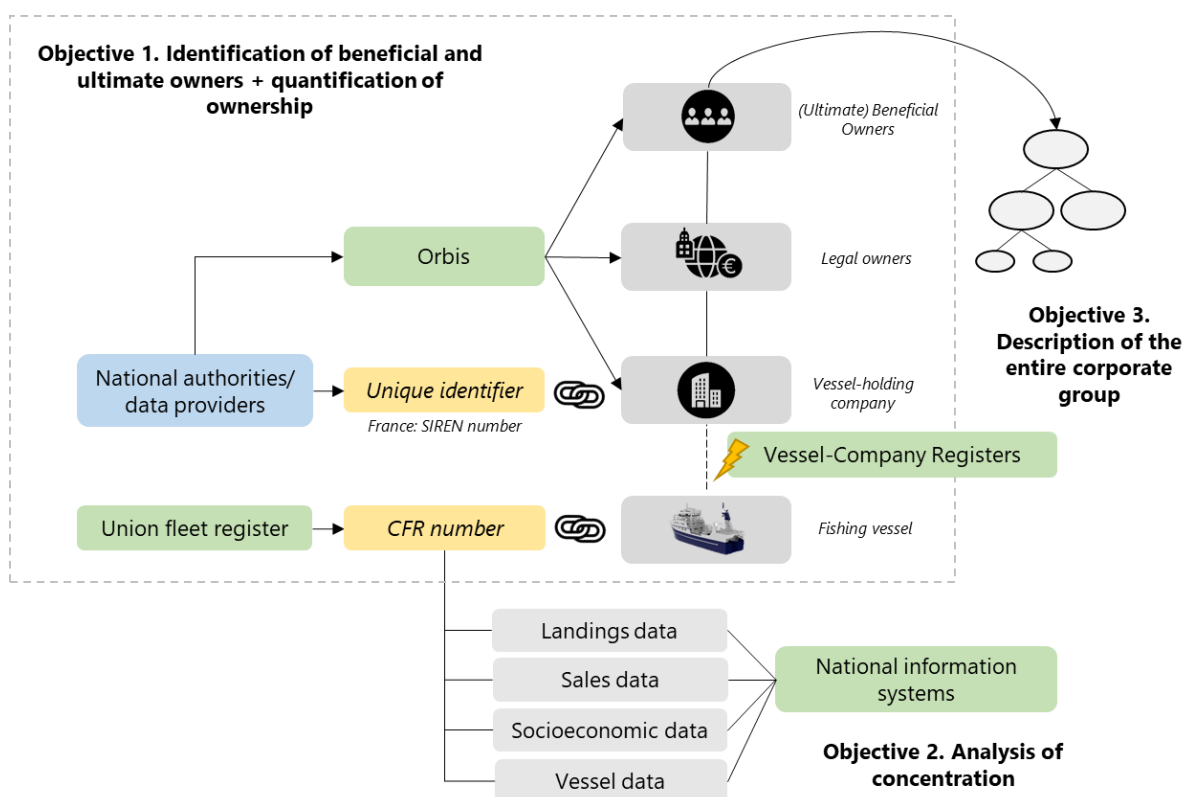 Objective 1. Identification of beneficial and
ultimate owners + quantification of
ownership
(Ultimate) Beneficial
Owners
Orbis
Legal owners
Objective 3.
Description of the
entire corporate
group
National authorities/
data providers
Unique identifier
France: SIREN number
Vessel-holding
company
Vessel-Company Registers
Union fleet register
CFR number
Fishing vessel
Landings data
Sales data
Socioeconomic data
Vessel data
National information
systems
Objective 2. Analysis of
concentration